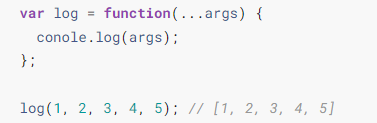 var log = function(...args) {
  conole.log(args);
};

log(1, 2, 3, 4, 5); // [1, 2, 3, 4, 5]